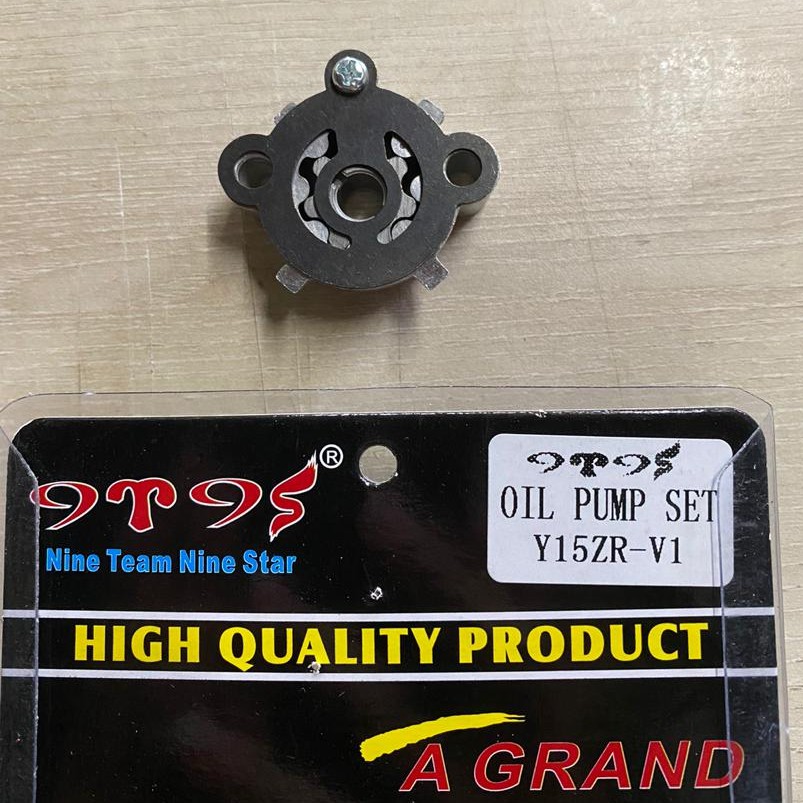 9T9S®
Nine Team Nine Star
9T9S
OIL PUMP SET
Y15ZR-V1
HIGH QUALITY PRODUCT
A GRAND